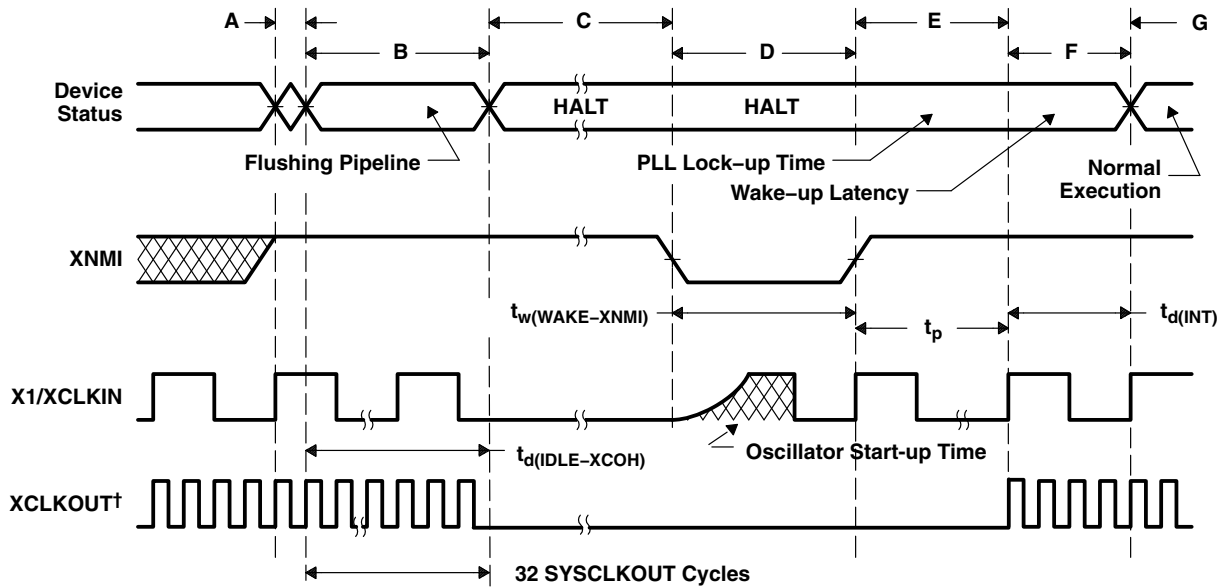 A
B
C
D
E
F
G
Device
Status
HALT
HALT
Flushing Pipeline
PLL Lock–up Time
Wake–up Latency
Normal
Execution
XNMI
tw(WAKE–XNMI)
tp
td(INT)
X1/XCLKIN
td(IDLE–XCOH)
Oscillator Start-up Time
XCLKOUT†
32 SYSCLKOUT Cycles